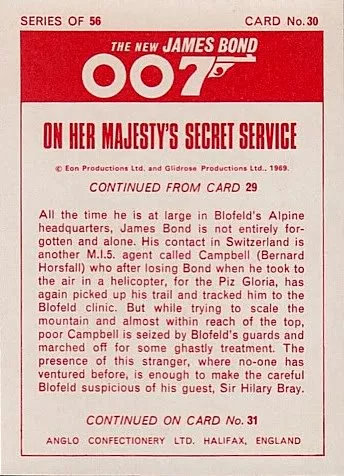 SERIES OF 56 CARD No. 30
THE NEW JAMES BOND
007
ON HER MAJESTY'S SECRET SERVICE
© Eon Productions Ltd. and Glidrose Productions Ltd., 1969.
CONTINUED FROM CARD 29
All the time he is at large in Blofeld's Alpine
headquarters, James Bond is not entirely for-
gotten and alone. His contact in Switzerland is
another M.I.5. agent called Campbell (Bernard
Horsfall) who after losing Bond when he took to
the air in a helicopter, for the Piz Gloria, has
again picked up his trail and tracked him to the
Blofeld clinic. But while trying to scale the
mountain and almost within reach of the top,
poor Campbell is seized by Blofeld's guards and
marched off for some ghastly treatment. The
presence of this stranger, where no-one has
ventured before, is enough to make the careful
Blofeld suspicious of his guest, Sir Hilary Bray.
CONTINUED ON CARD No. 31
ANGLO CONFECTIONERY LTD. HALIFAX, ENGLAND